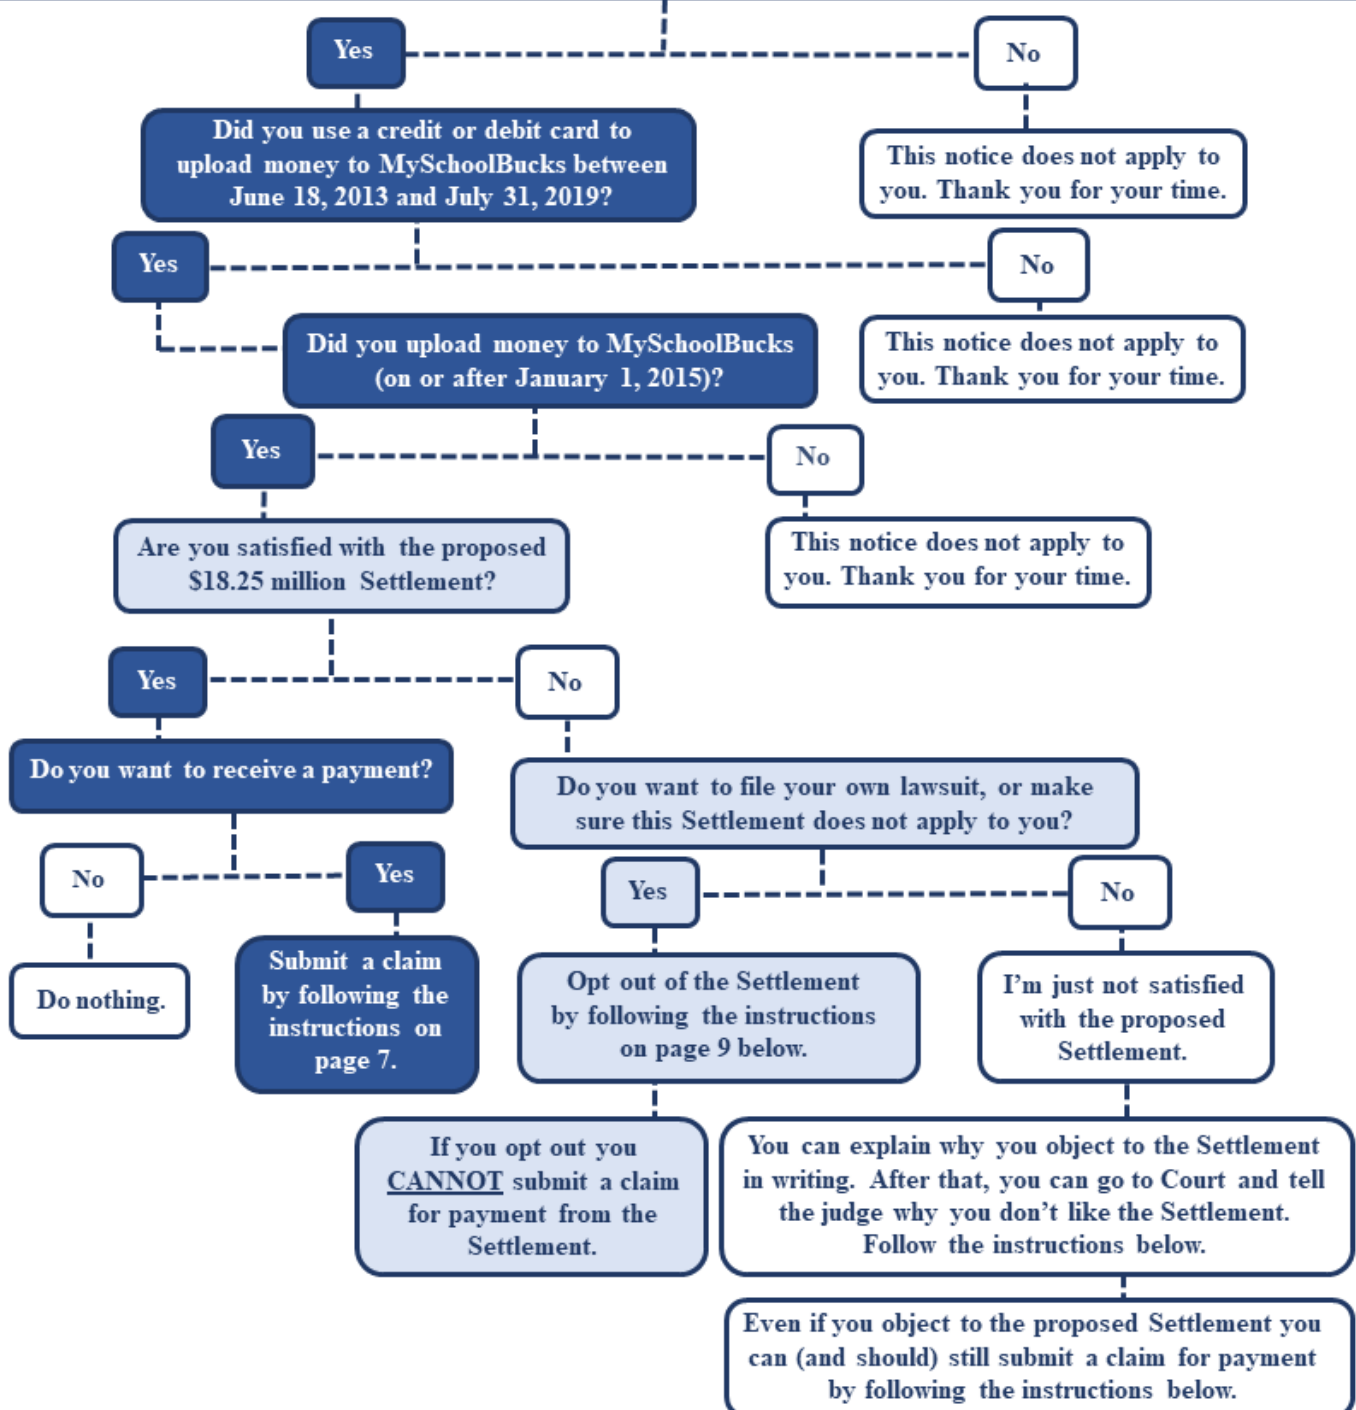 Yes
No
Did you use a credit or debit card to
upload money to MySchoolBucks between
June 18, 2013 and July 31, 2019?
This notice does not apply to
you. Thank you for your time.
Yes
No
Did you upload money to MySchoolBucks
(on or after January 1, 2015)?
This notice does not apply to
you. Thank you for your time.
Yes
No
Are you satisfied with the proposed
$18.25 million Settlement?
This notice does not apply to
you. Thank you for your time.
Yes
No
Do you want to receive a payment?
Do you want to file your own lawsuit, or make
sure this Settlement does not apply to you?
No
Yes
Yes
No
Do nothing.
Submit a claim
by following the
instructions on
page 7.
Opt out of the Settlement
by following the instructions
on page 9 below.
I'm just not satisfied
with the proposed
Settlement.
If you opt out you
CANNOT submit a claim
for payment from the
Settlement.
You can explain why you object to the Settlement
in writing. After that, you can go to Court and tell
the judge why you don't like the Settlement.
Follow the instructions below.
Even if you object to the proposed Settlement you
can (and should) still submit a claim for payment
by following the instructions below.